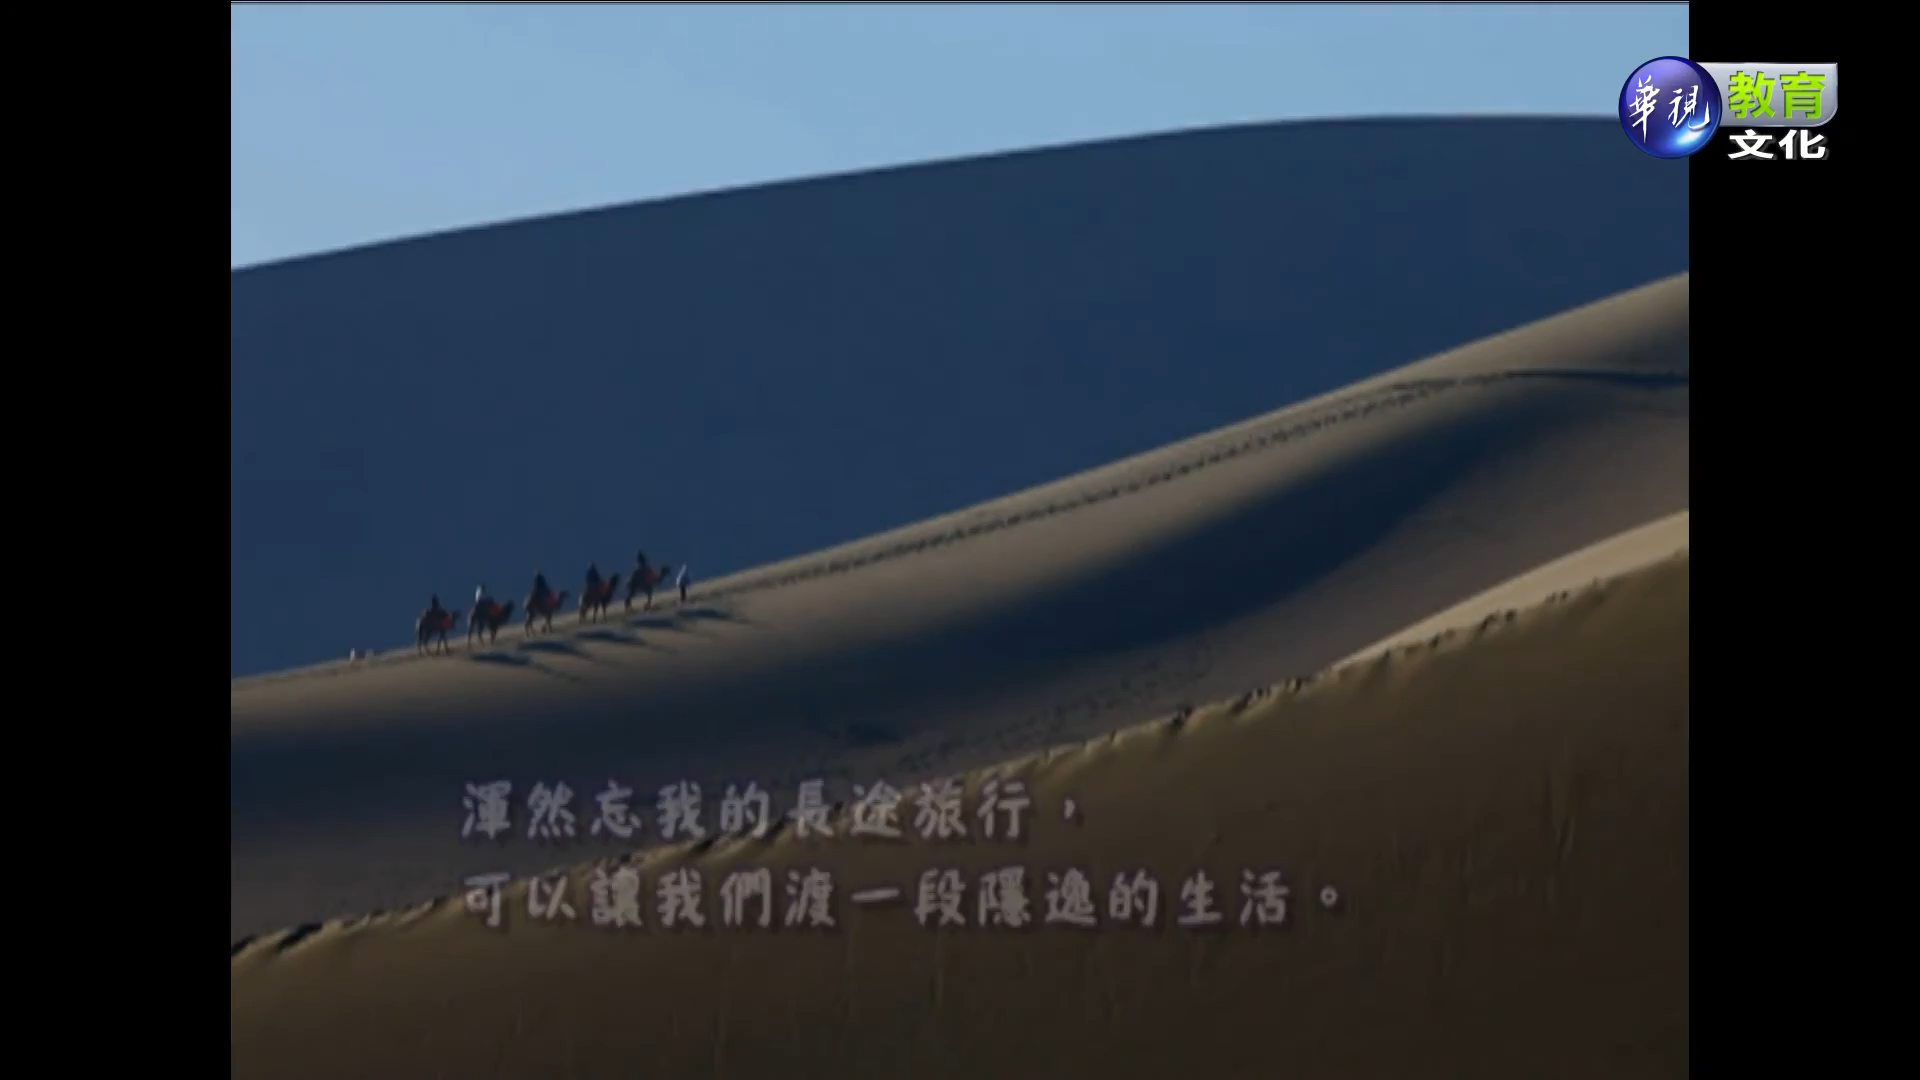 華視
教育
文化
渾然忘我的長途旅行，
可以讓我們渡一段隱逸的生活。